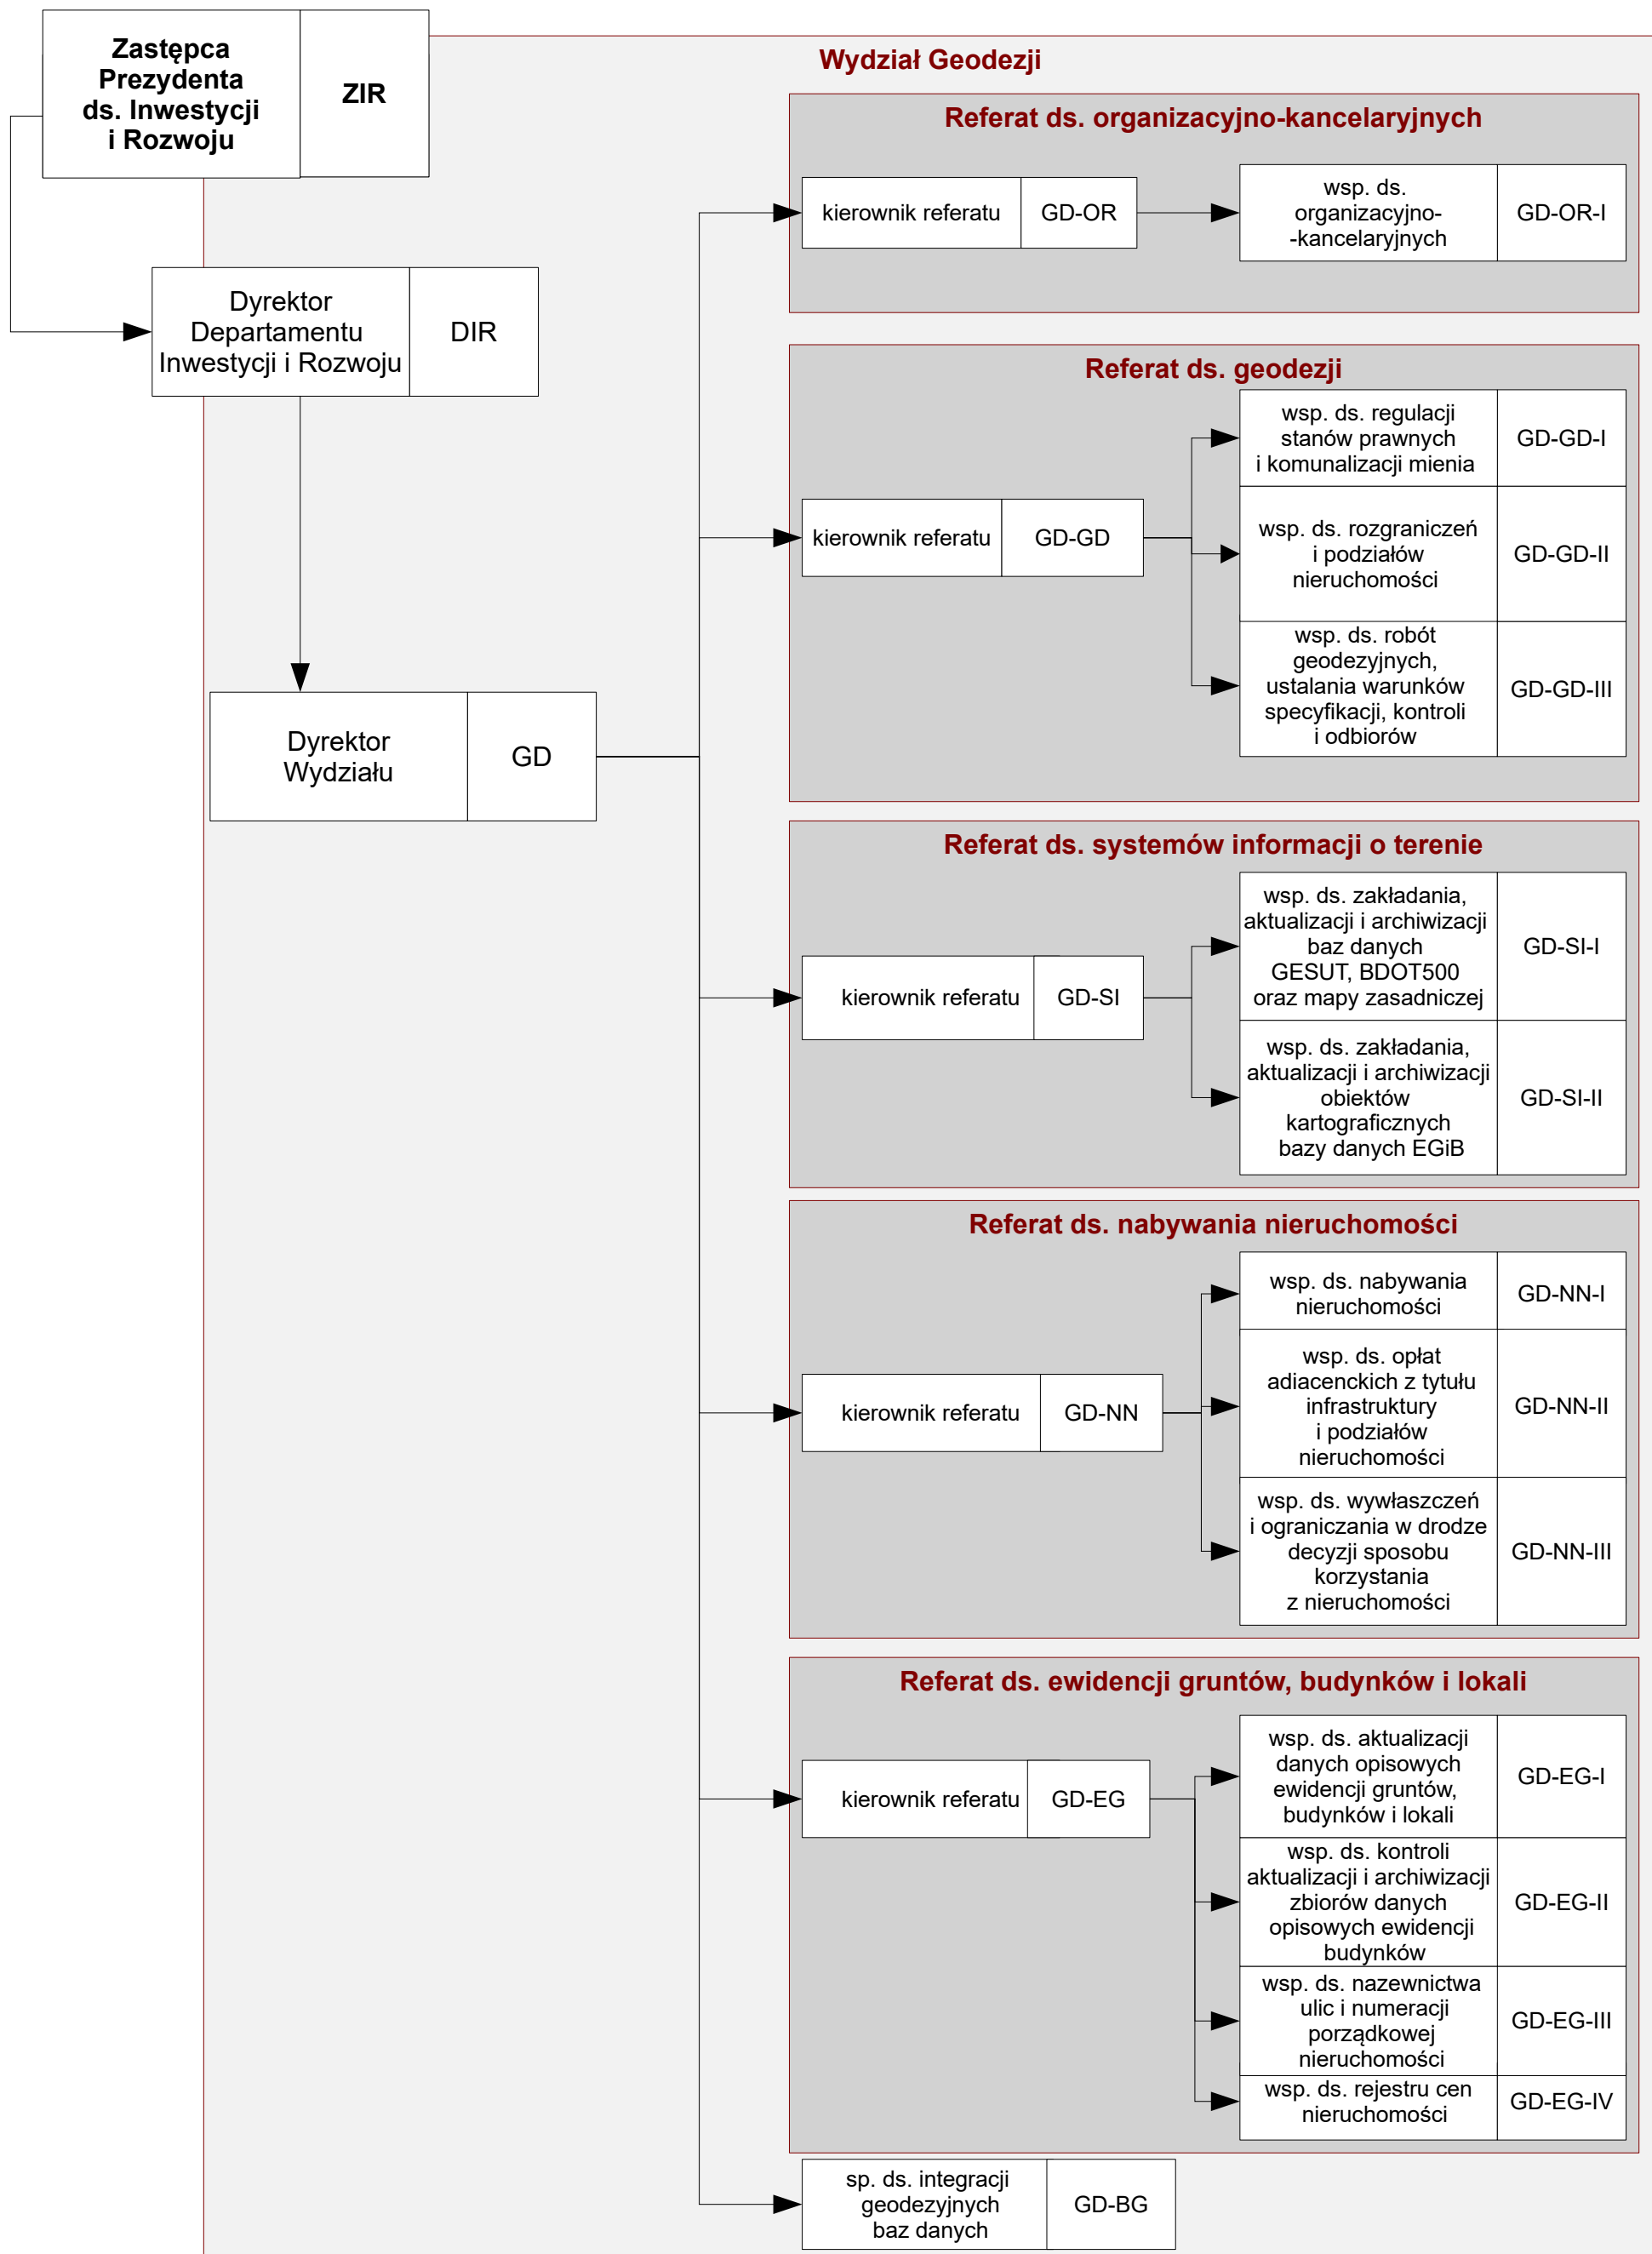 Zastępca
Prezydenta
ds. Inwestycji
i Rozwoju
ZIR
Wydział Geodezji
Referat ds. organizacyjno-kancelaryjnych
kierownik referatu
GD-OR
wsp. ds.
organizacyjno-
-kancelaryjnych
GD-OR-I
Dyrektor
Departamentu
Inwestycji i Rozwoju
DIR
Referat ds. geodezji
wsp. ds. regulacji
stanów prawnych
i komunalizacji mienia
GD-GD-I
kierownik referatu
GD-GD
wsp. ds. rozgraniczeń
i podziałów
nieruchomości
GD-GD-II
wsp. ds. robót
geodezyjnych,
ustalania warunków
specyfikacji, kontroli
i odbiorów
GD-GD-III
Dyrektor
Wydziału
GD
Referat ds. systemów informacji o terenie
wsp. ds. zakładania,
aktualizacji i archiwizacji
baz danych
GESUT, BDOT500
oraz mapy zasadniczej
GD-SI-I
kierownik referatu
GD-SI
wsp. ds. zakładania,
aktualizacji i archiwizacji
obiektów
kartograficznych
bazy danych EGiB
GD-SI-II
Referat ds. nabywania nieruchomości
wsp. ds. nabywania
nieruchomości
GD-NN-I
kierownik referatu
GD-NN
wsp. ds. opłat
adiacenckich z tytułu
infrastruktury
i podziałów
nieruchomości
GD-NN-II
wsp. ds. wywłaszczeń
i ograniczania w drodze
decyzji sposobu
korzystania
z nieruchomości
GD-NN-III
Referat ds. ewidencji gruntów, budynków i lokali
wsp. ds. aktualizacji
danych opisowych
ewidencji gruntów,
budynków i lokali
GD-EG-I
kierownik referatu
GD-EG
wsp. ds. kontroli
aktualizacji i archiwizacji
zbiorów danych
opisowych ewidencji
budynków
GD-EG-II
wsp. ds. nazewnictwa
ulic i numeracji
porządkowej
nieruchomości
GD-EG-III
wsp. ds. rejestru cen
nieruchomości
GD-EG-IV
sp. ds. integracji
geodezyjnych
baz danych
GD-BG